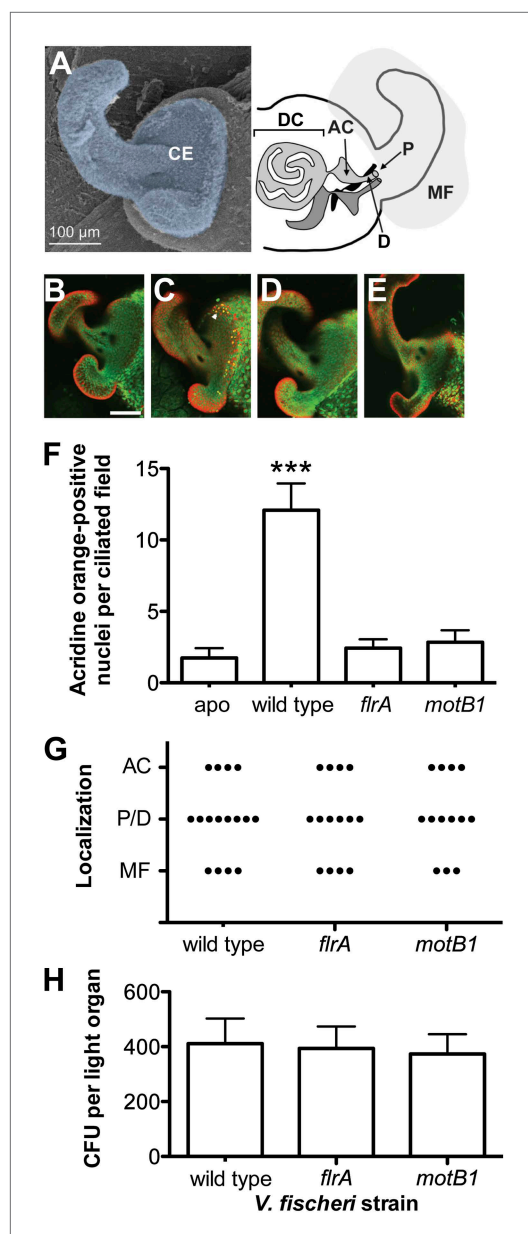 A
CE
100 µm
DC
AC
P
MF
D
B
C
D
E
F
Acridine orange-positive
nuclei per ciliated field
15
10
5
0
***
apo
wild type
flrA
motB1
G
Localization
AC
P/D
MF
wild type
flrA
motB1
H
CFU per light organ
600
400
200
0
wild type
flrA
motB1
V. fischeri strain